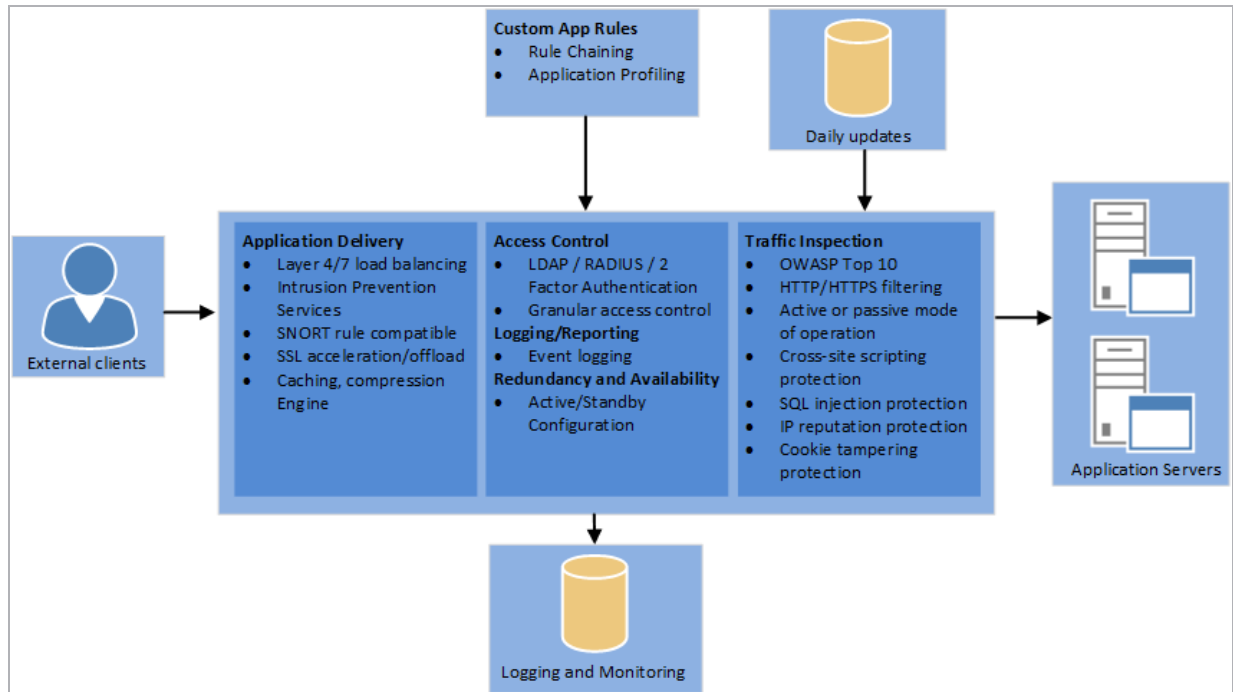 Custom App Rules
● Rule Chaining
● Application Profiling
Daily updates
External clients
Application Delivery
● Layer 4/7 load balancing
● Intrusion Prevention
Services
● SNORT rule compatible
● SSL acceleration/offload
● Caching, compression
Engine
Access Control
● LDAP / RADIUS / 2
Factor Authentication
● Granular access control
Logging/Reporting
● Event logging
Redundancy and Availability
● Active/Standby
Configuration
Traffic Inspection
● OWASP Top 10
● HTTP/HTTPS filtering
● Active or passive mode
of operation
● Cross-site scripting
protection
● SQL injection protection
● IP reputation protection
● Cookie tampering
protection
Application Servers
Logging and Monitoring